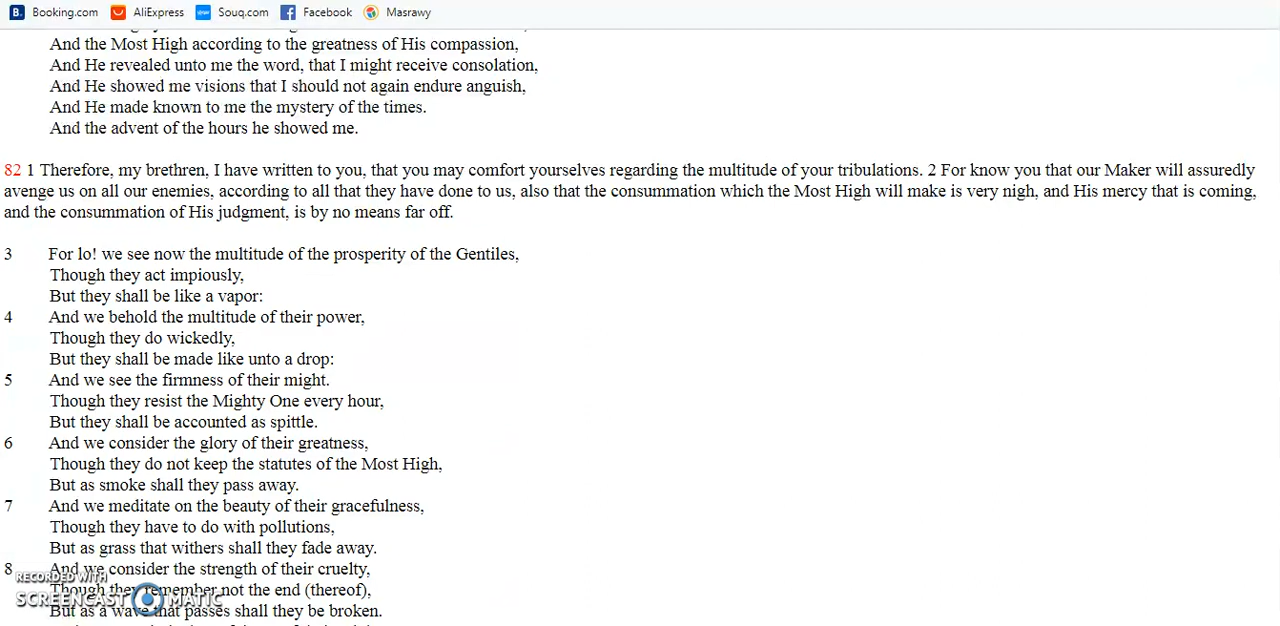 Booking.com AliExpress Souq.com Facebook Masrawy
And the Most High according to the greatness of His compassion,
And He revealed unto me the word, that I might receive consolation,
And He showed me visions that I should not again endure anguish,
And He made known to me the mystery of the times.
And the advent of the hours he showed me.
82 1 Therefore, my brethren, I have written to you, that you may comfort yourselves regarding the multitude of your tribulations. 2 For know you that our Maker will assuredly
avenge us on all our enemies, according to all that they have done to us, also that the consummation which the Most High will make is very nigh, and His mercy that is coming,
and the consummation of His judgment, is by no means far off.
3 For lo! we see now the multitude of the prosperity of the Gentiles,
Though they act impiously,
But they shall be like a vapor:
4 And we behold the multitude of their power,
Though they do wickedly,
But they shall be made like unto a drop:
5 And we see the firmness of their might.
Though they resist the Mighty One every hour,
But they shall be accounted as spittle.
6 And we consider the glory of their greatness,
Though they do not keep the statutes of the Most High,
But as smoke shall they pass away.
7 And we meditate on the beauty of their gracefulness,
Though they have to do with pollutions,
But as grass that withers shall they fade away.
8 And we consider the strength of their cruelty,
Though they remember not the end (thereof),
But as a wave that passes shall they be broken.
RECORDED WITH
SCREENCAST MATIC